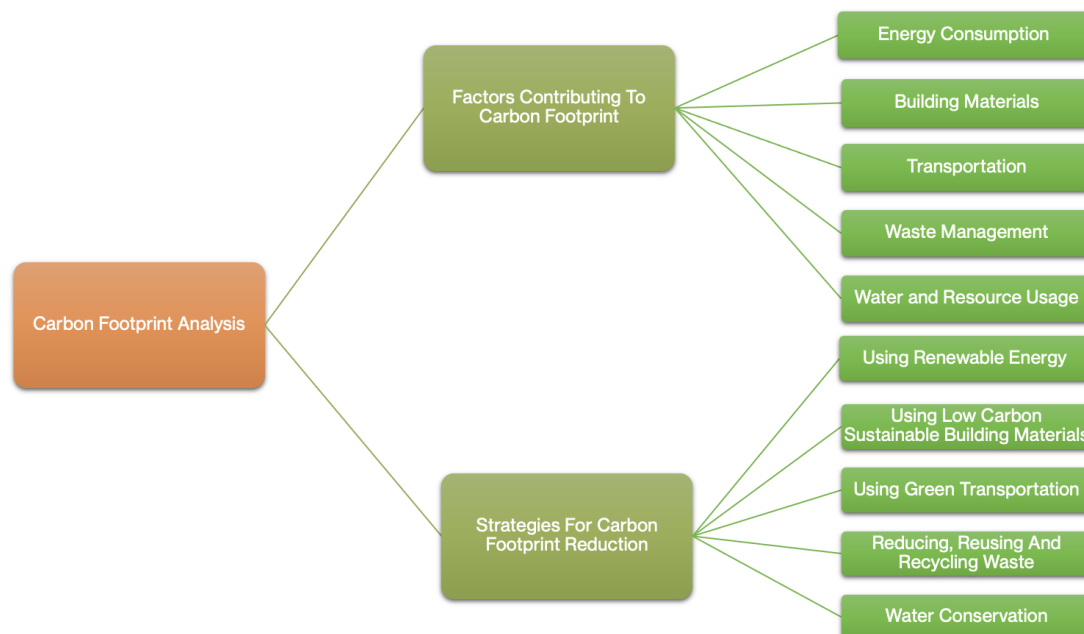 Carbon Footprint Analysis
Factors Contributing To
Carbon Footprint
Energy Consumption
Building Materials
Transportation
Waste Management
Water and Resource Usage
Strategies For Carbon
Footprint Reduction
Using Renewable Energy
Using Low Carbon
Sustainable Building Materials
Using Green Transportation
Reducing, Reusing And
Recycling Waste
Water Conservation